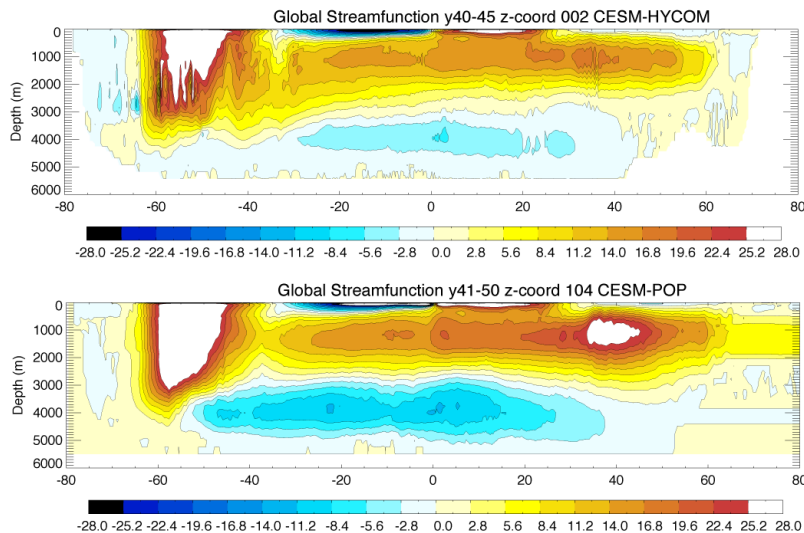 Global Streamfunction y40-45 z-coord 002 CESM-HYCOM
Depth (m)
0
1000
2000
3000
4000
5000
6000
-80 -60 -40 -20 0 20 40 60 80
-28.0 -25.2 -22.4 -19.6 -16.8 -14.0 -11.2 -8.4 -5.6 -2.8 0.0 2.8 5.6 8.4 11.2 14.0 16.8 19.6 22.4 25.2 28.0
Global Streamfunction y41-50 z-coord 104 CESM-POP
Depth (m)
0
1000
2000
3000
4000
5000
6000
-80 -60 -40 -20 0 20 40 60 80
-28.0 -25.2 -22.4 -19.6 -16.8 -14.0 -11.2 -8.4 -5.6 -2.8 0.0 2.8 5.6 8.4 11.2 14.0 16.8 19.6 22.4 25.2 28.0